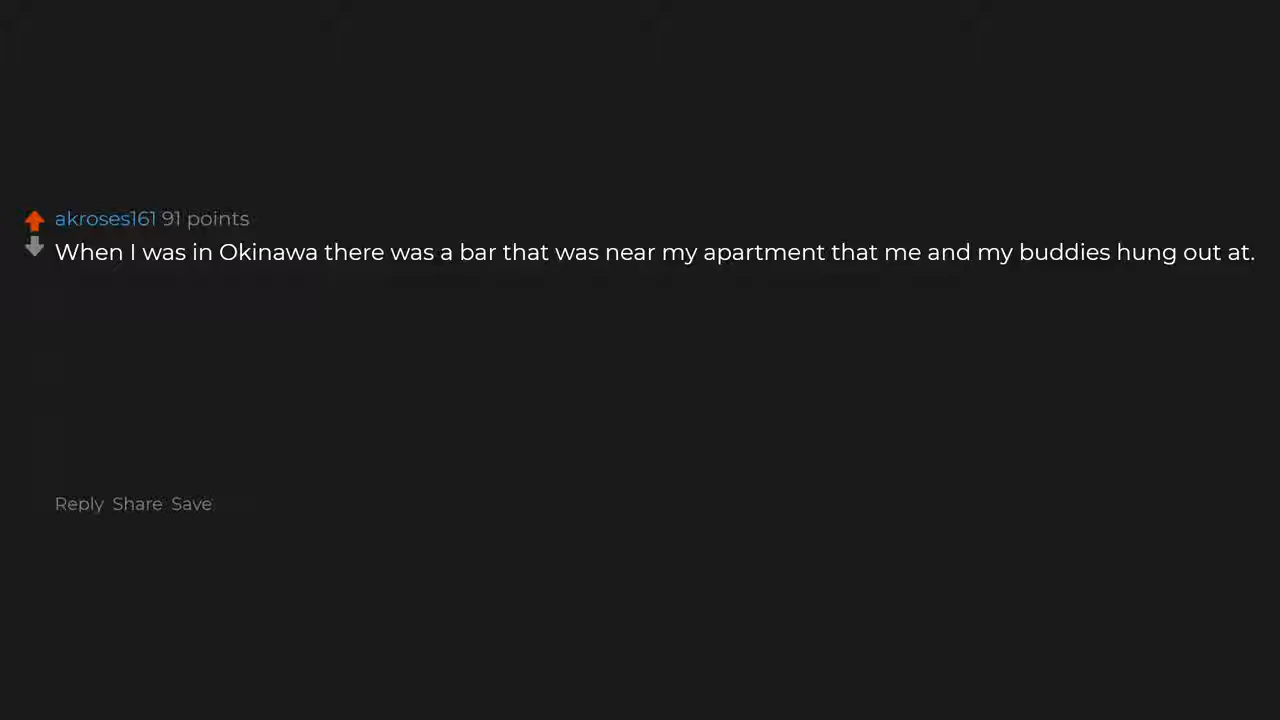 akroses161 91 points
When I was in Okinawa there was a bar that was near my apartment that me and my buddies hung out at.
Reply Share Save